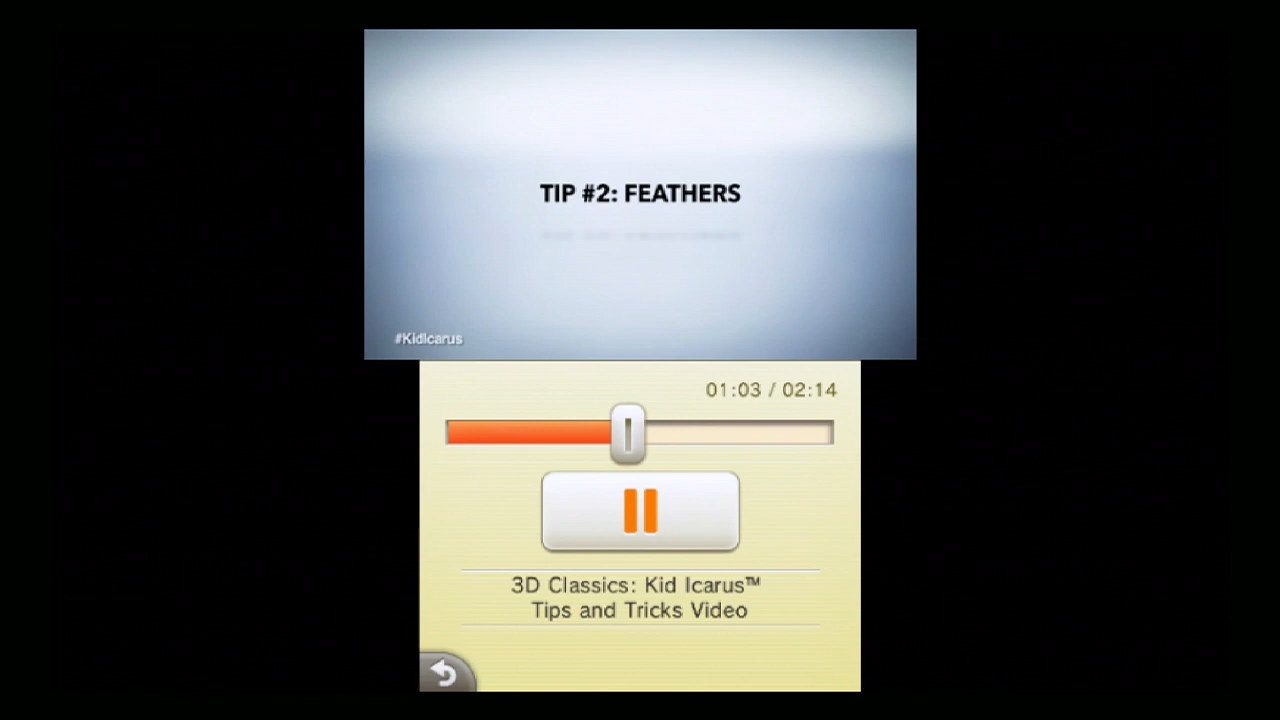 TIP #2: FEATHERS
#KidIcarus
01:03 / 02:14
3D Classics: Kid Icarus™
Tips and Tricks Video